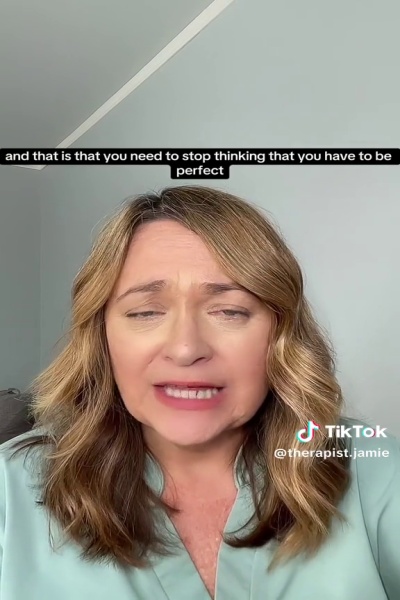 and that is that you need to stop thinking that you have to be
perfect
TikTok
@therapist.jamie